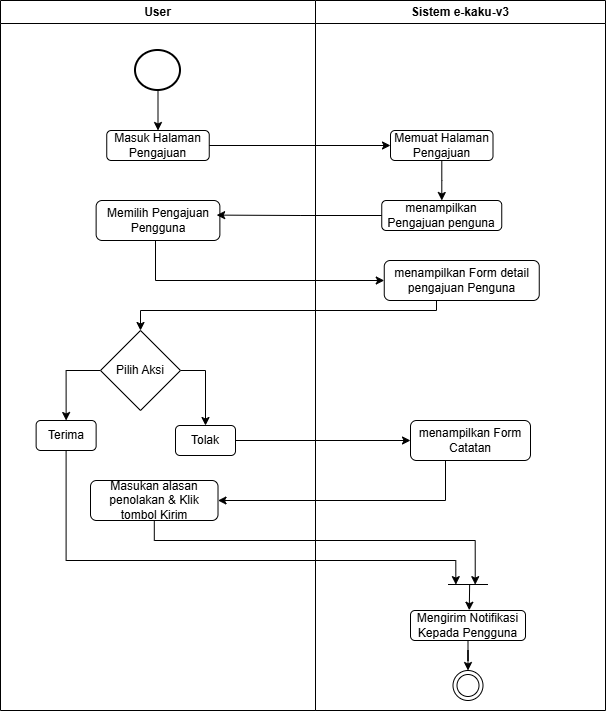 User
Sistem e-kaku-v3
Masuk Halaman
Pengajuan
Memuat Halaman
Pengajuan
menampilkan
Pengajuan penguna
Memilih Pengajuan
Pengguna
menampilkan Form detail
pengajuan Penguna
Pilih Aksi
Terima
Tolak
menampilkan Form
Catatan
Masukan alasan
penolakan & Klik
tombol Kirim
Mengirim Notifikasi
Kepada Pengguna